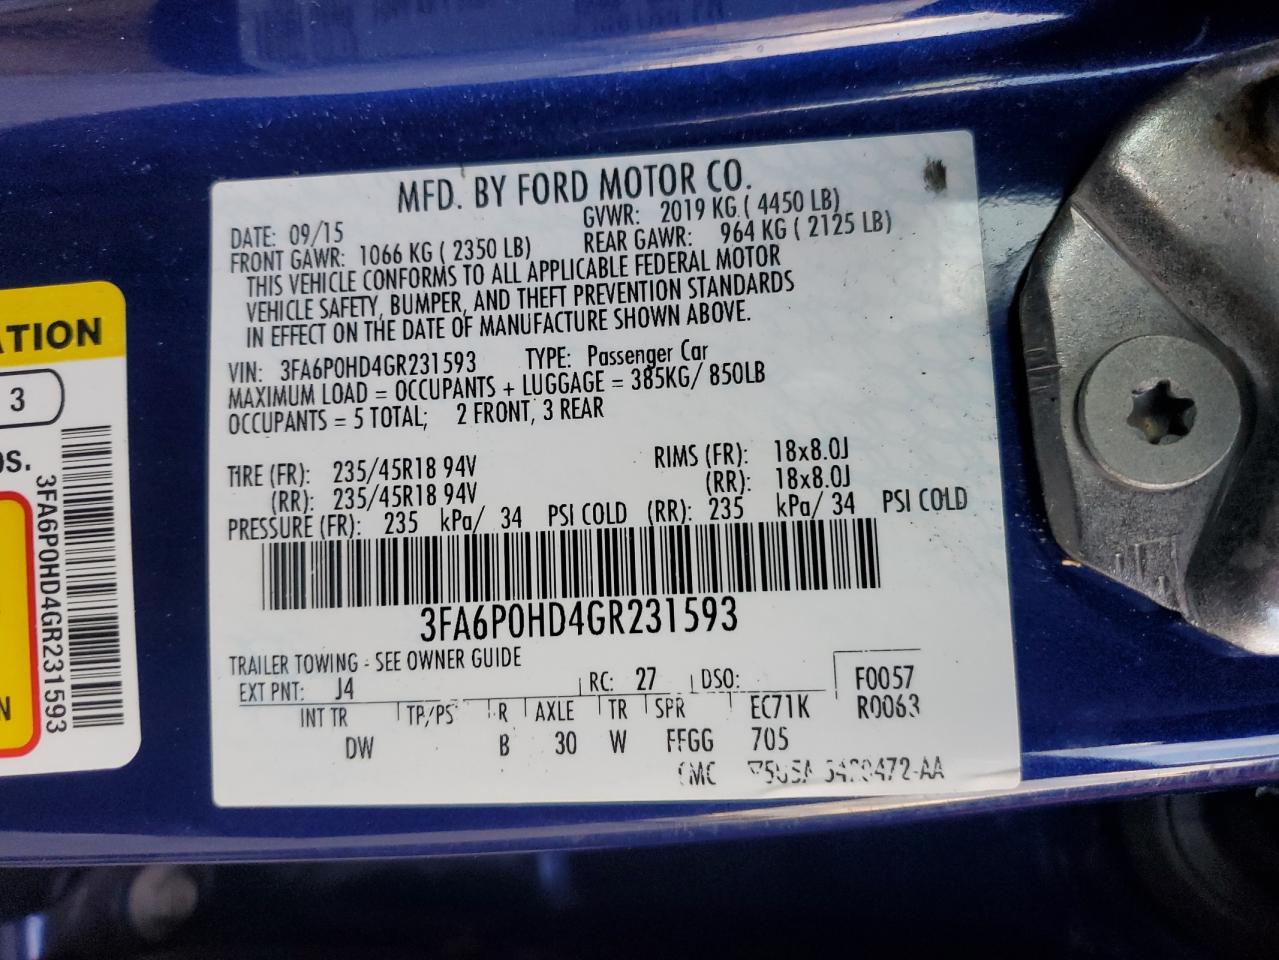 MFD. BY FORD MOTOR CO.
DATE: 09/15 GVWR: 2019 KG ( 4450 LB)
FRONT GAWR: 1066 KG ( 2350 LB) REAR GAWR: 964 KG ( 2125 LB)
THIS VEHICLE CONFORMS TO ALL APPLICABLE FEDERAL MOTOR
VEHICLE SAFETY, BUMPER, AND THEFT PREVENTION STANDARDS
IN EFFECT ON THE DATE OF MANUFACTURE SHOWN ABOVE.
VIN: 3FA6P0HD4GR231593 TYPE: Passenger Car
MAXIMUM LOAD = OCCUPANTS + LUGGAGE = 385KG/ 850LB
OCCUPANTS = 5 TOTAL; 2 FRONT, 3 REAR
TIRE (FR): 235/45R18 94V RIMS (FR): 18x8.0J
(RR): 235/45R18 94V (RR): 18x8.0J
PRESSURE (FR): 235 kPa/ 34 PSI COLD (RR): 235 kPa/ 34 PSI COLD
3FA6P0HD4GR231593
TRAILER TOWING - SEE OWNER GUIDE
EXT PNT: J4 RC: 27 DSO: F0057
INT TR TP/PS R AXLE TR SPR EC71K R0063
DW B 30 W FFGG 705
3
3FA6P0HD4GR231593